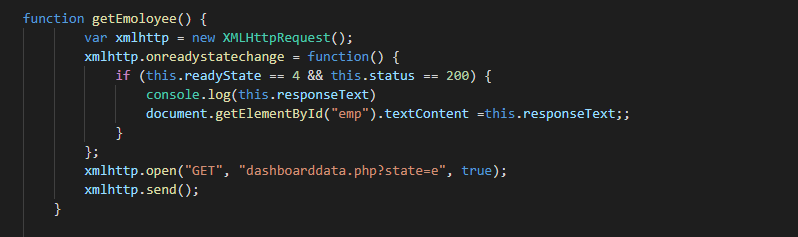 function getEmoloyee() {
var xmlhttp = new XMLHttpRequest();
xmlhttp.onreadystatechange = function() {
if (this.readyState == 4 && this.status == 200) {
console.log(this.responseText)
document.getElementById("emp").textContent =this.responseText;;
}
};
xmlhttp.open("GET", "dashboarddata.php?state=e", true);
xmlhttp.send();
}